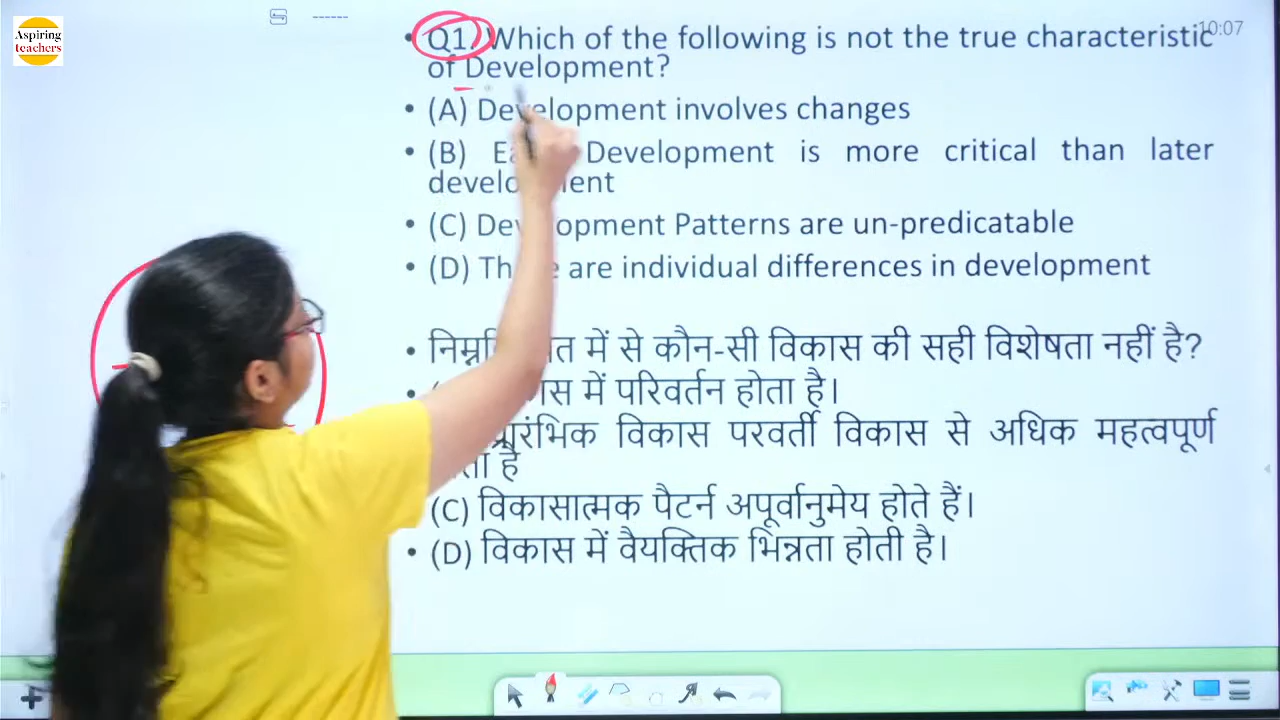 Aspiring
teachers
10:07
• Q1. Which of the following is not the true characteristic
of Development?
• (A) Development involves changes
• (B) Development is more critical than later
development
• (C) Development Patterns are un-predicatable
• (D) There are individual differences in development
• में से कौन-सी विकास की सही विशेषता नहीं है?
• में परिवर्तन होता है।
प्रारंभिक विकास परवर्ती विकास से अधिक महत्वपूर्ण
है
(C) विकासात्मक पैटर्न अपूर्वानुमेय होते हैं।
• (D) विकास में वैयक्तिक भिन्नता होती है।